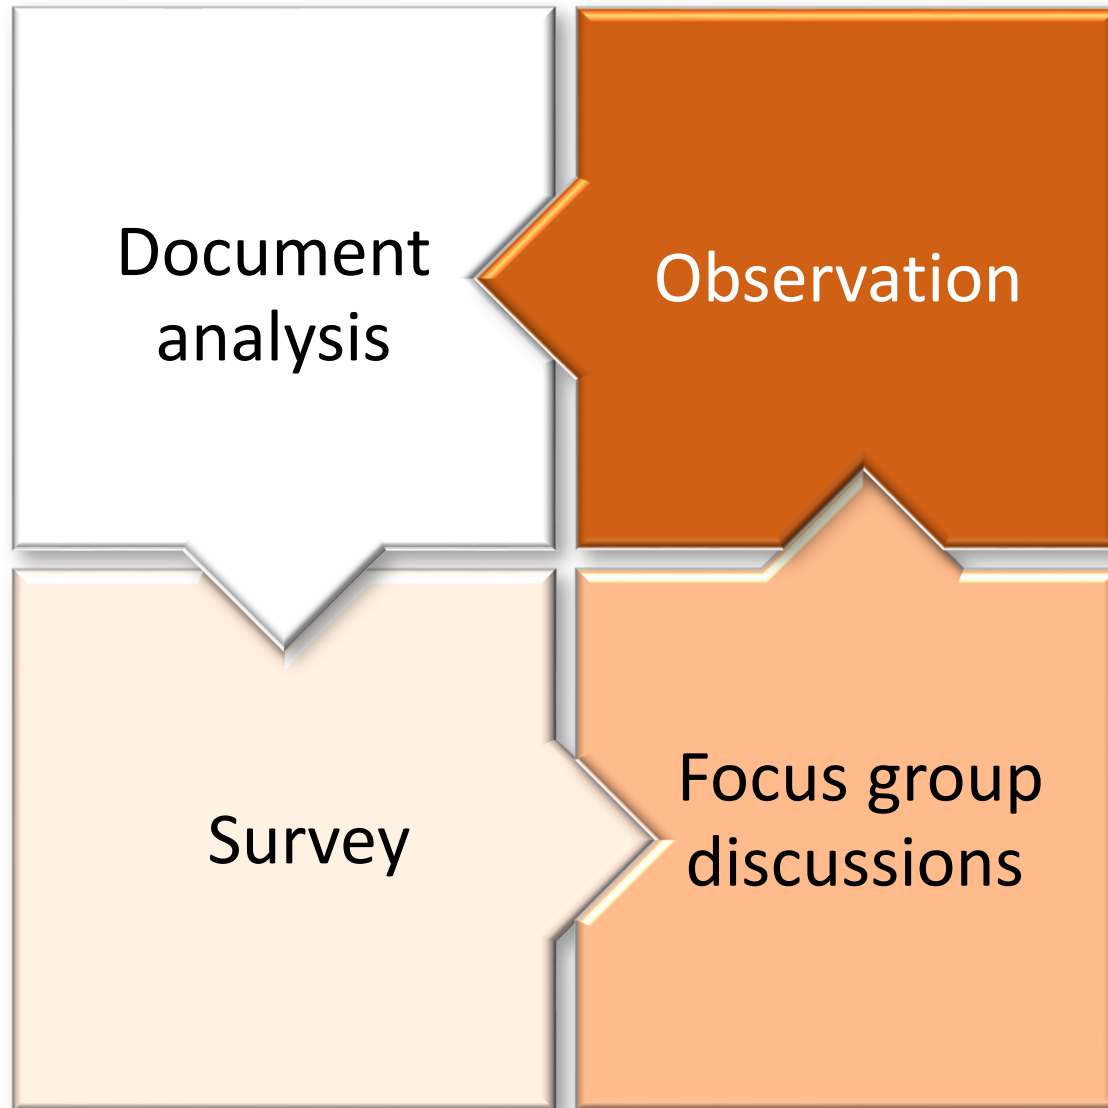 Document
analysis
Observation
Survey
Focus group
discussions